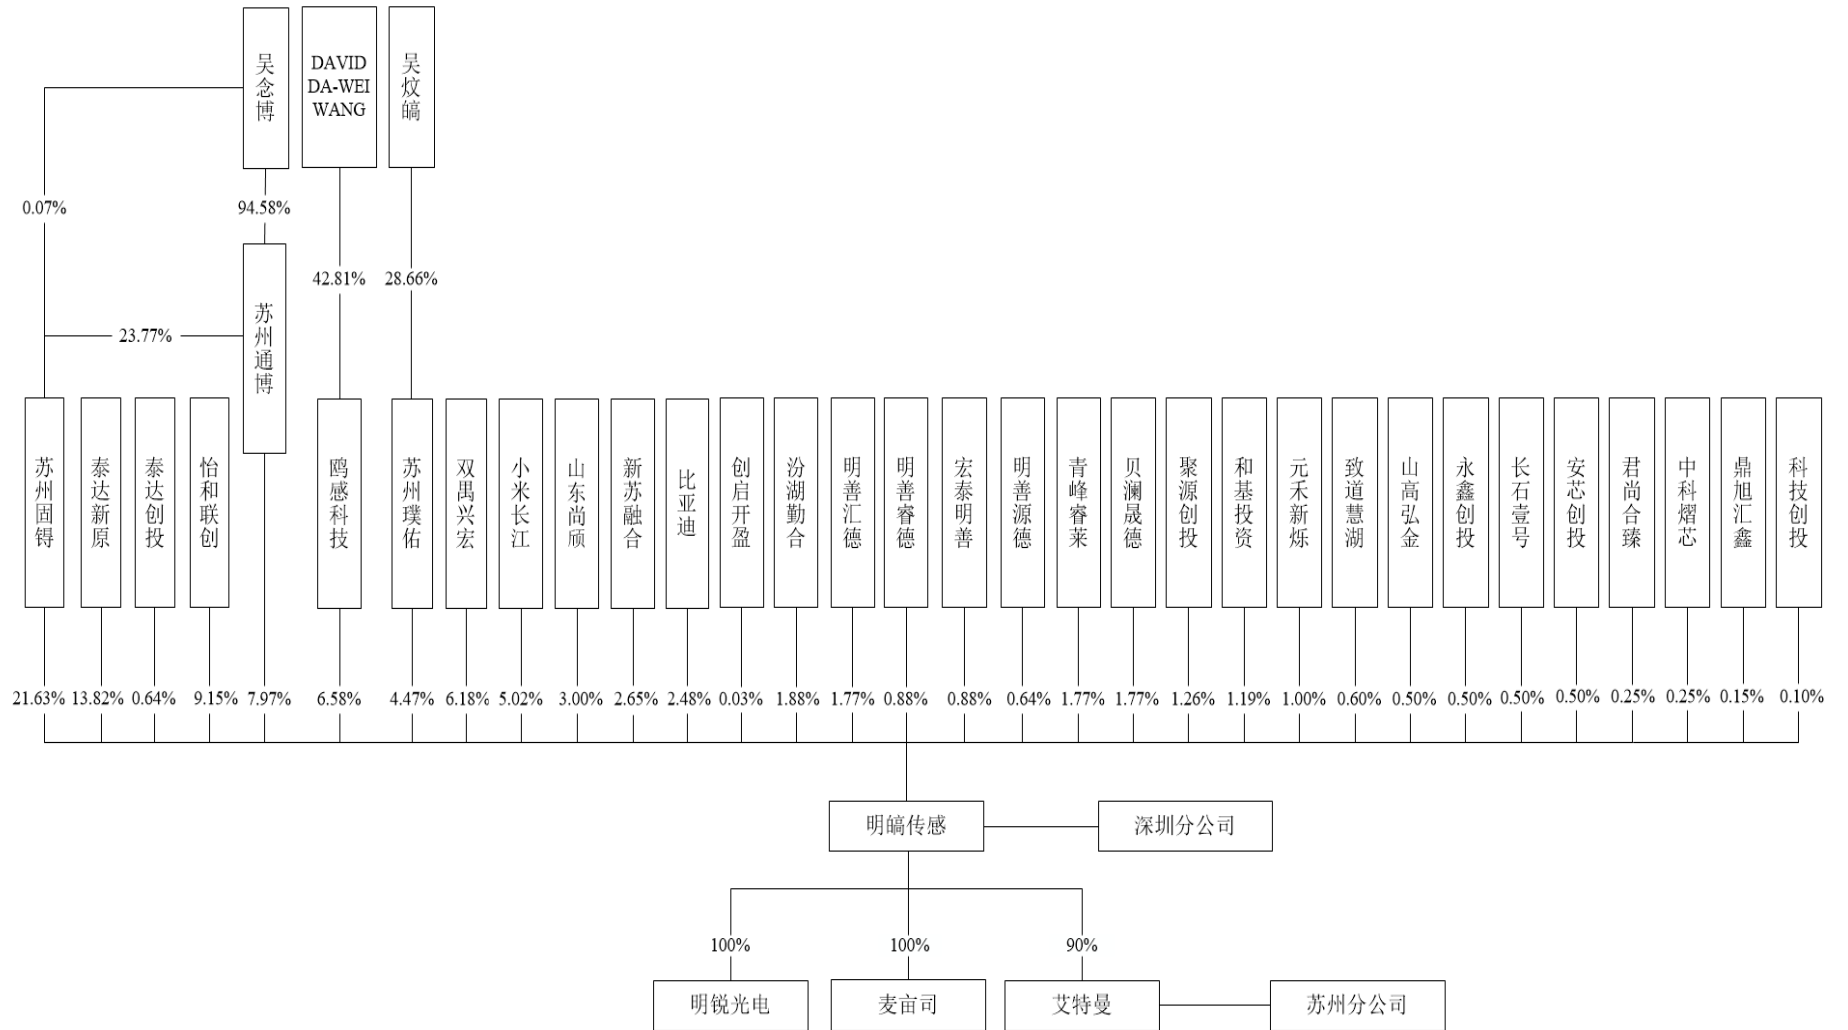 吴念博
DAVID
DA-WEI
WANG
吴炆皜
0.07%
94.58%
42.81%
28.66%
23.77%
苏州通博
苏州固锝
泰达新原
泰达创投
怡和联创
鸥感科技
苏州璞佑
双禺兴宏
小米长江
山东尚颀
新苏融合
比亚迪
创启开盈
汾湖勤合
明善汇德
明善睿德
宏泰明善
明善源德
青峰睿莱
贝澜晟德
聚源创投
和基投资
元禾新烁
致道慧湖
山高弘金
永鑫创投
长石壹号
安芯创投
君尚合臻
中科熠芯
鼎旭汇鑫
科技创投
21.63%
13.82%
0.64%
9.15%
7.97%
6.58%
4.47%
6.18%
5.02%
3.00%
2.65%
2.48%
0.03%
1.88%
1.77%
0.88%
0.88%
0.64%
1.77%
1.77%
1.26%
1.19%
1.00%
0.60%
0.50%
0.50%
0.50%
0.50%
0.25%
0.25%
0.15%
0.10%
明皜传感
深圳分公司
100%
100%
90%
明锐光电
麦亩司
艾特曼
苏州分公司